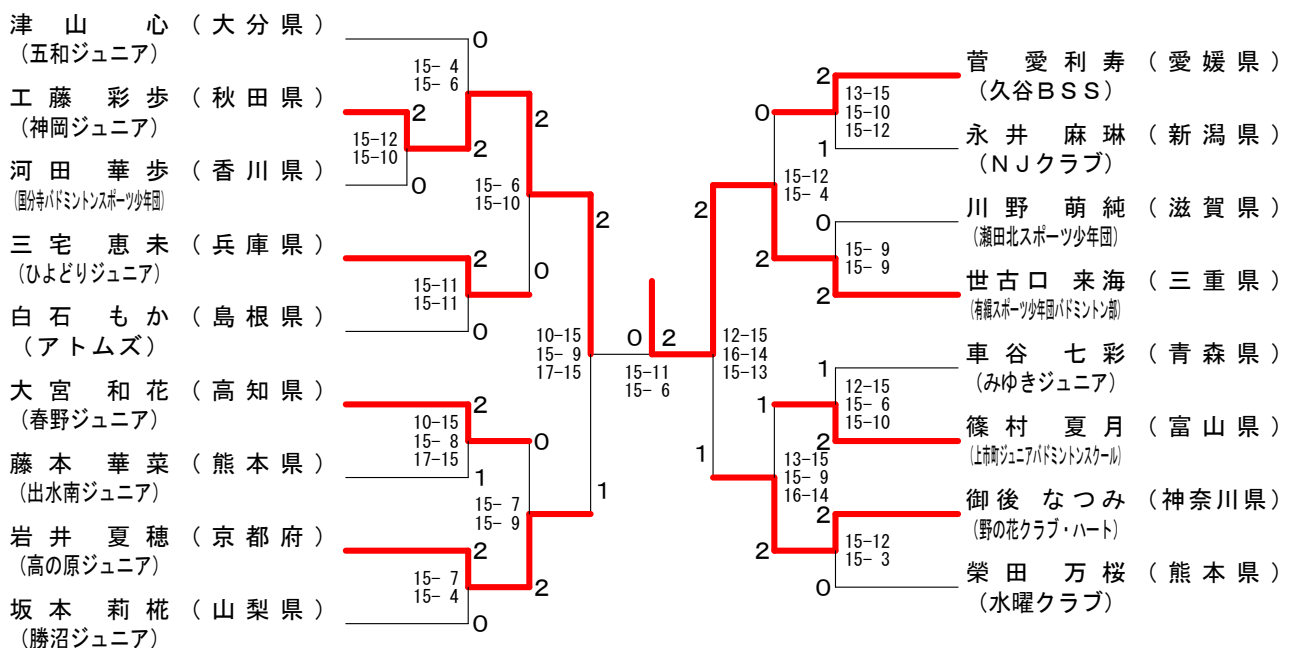 津山 心 (大分県)
(五和ジュニア)
工藤 彩歩 (秋田県)
(神岡ジュニア)
河田 華歩 (香川県)
(国分寺バドミントンスポーツ少年団)
三宅 恵未 (兵庫県)
(ひよどりジュニア)
白石 もか (島根県)
(アトムズ)
大宮 和花 (高知県)
(春野ジュニア)
藤本 華菜 (熊本県)
(出水南ジュニア)
岩井 夏穂 (京都府)
(高の原ジュニア)
坂本 莉椛 (山梨県)
(勝沼ジュニア)
0
15- 4
15- 6
2
2
15-12
15-10
0
2
15- 6
15-10
2
0
15-11
15-11
0
2
10-15
15- 9
17-15
2
10-15
15- 8
17-15
1
0
15- 7
15- 9
1
2
15- 7
15- 4
0
2
0
2
15-11
15- 6
2
12-15
16-14
15-13
1
0
15-12
15- 4
2
2
13-15
15-10
15-12
1
0
15- 9
15- 9
2
1
13-15
15- 9
16-14
2
1
12-15
15- 6
15-10
2
2
15-12
15- 3
0
菅 愛利寿 (愛媛県)
(久谷BSS)
永井 麻琳 (新潟県)
(NJクラブ)
川野 萌純 (滋賀県)
(瀬田北スポーツ少年団)
世古口 来海 (三重県)
(有緝スポーツ少年団バドミントン部)
車谷 七彩 (青森県)
(みゆきジュニア)
篠村 夏月 (富山県)
(上市町ジュニアバドミントンスクール)
御後 なつみ (神奈川県)
(野の花クラブ・ハート)
榮田 万桜 (熊本県)
(水曜クラブ)